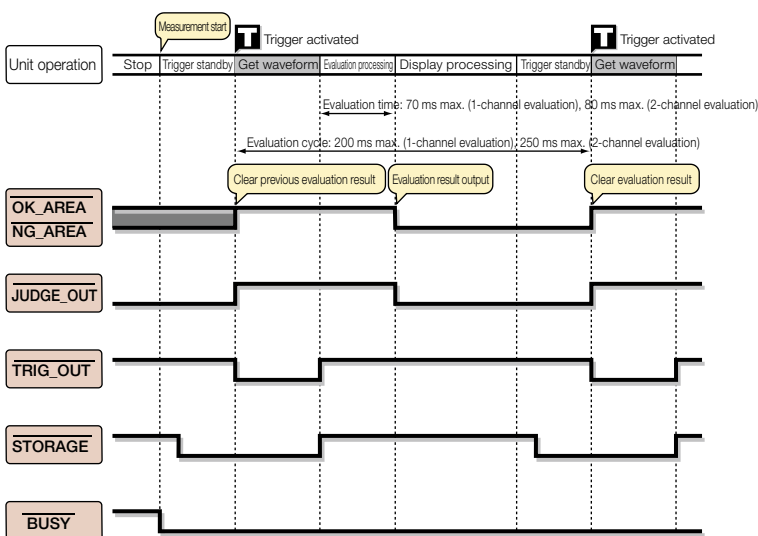 Measurement start
T Trigger activated
T Trigger activated
Unit operation
Stop Trigger standby Get waveform Evaluation processing Display processing Trigger standby Get waveform
Evaluation time: 70 ms max. (1-channel evaluation), 80 ms max. (2-channel evaluation)
Evaluation cycle: 200 ms max. (1-channel evaluation), 250 ms max. (2-channel evaluation)
Clear previous evaluation result
Evaluation result output
Clear evaluation result
OK_AREA
NG_AREA
JUDGE_OUT
TRIG_OUT
STORAGE
BUSY